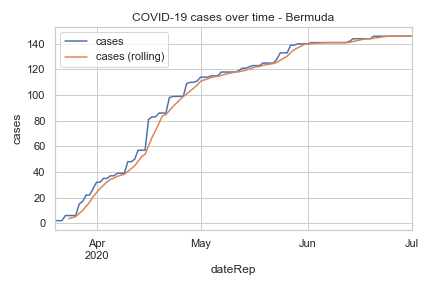 COVID-19 cases over time - Bermuda
cases
cases (rolling)
140
120
100
80
60
40
20
0
cases
Apr
2020
May
Jun
Jul
dateRep